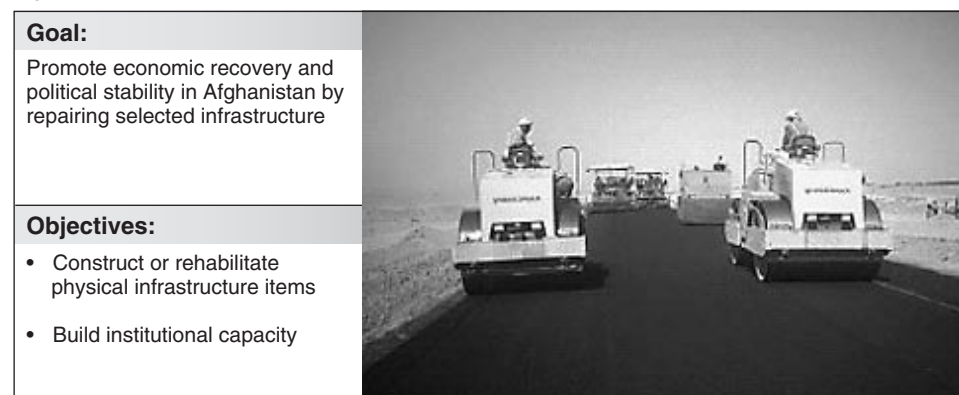 Goal:
Promote economic recovery and
political stability in Afghanistan by
repairing selected infrastructure
Objectives:
• Construct or rehabilitate
physical infrastructure items
• Build institutional capacity